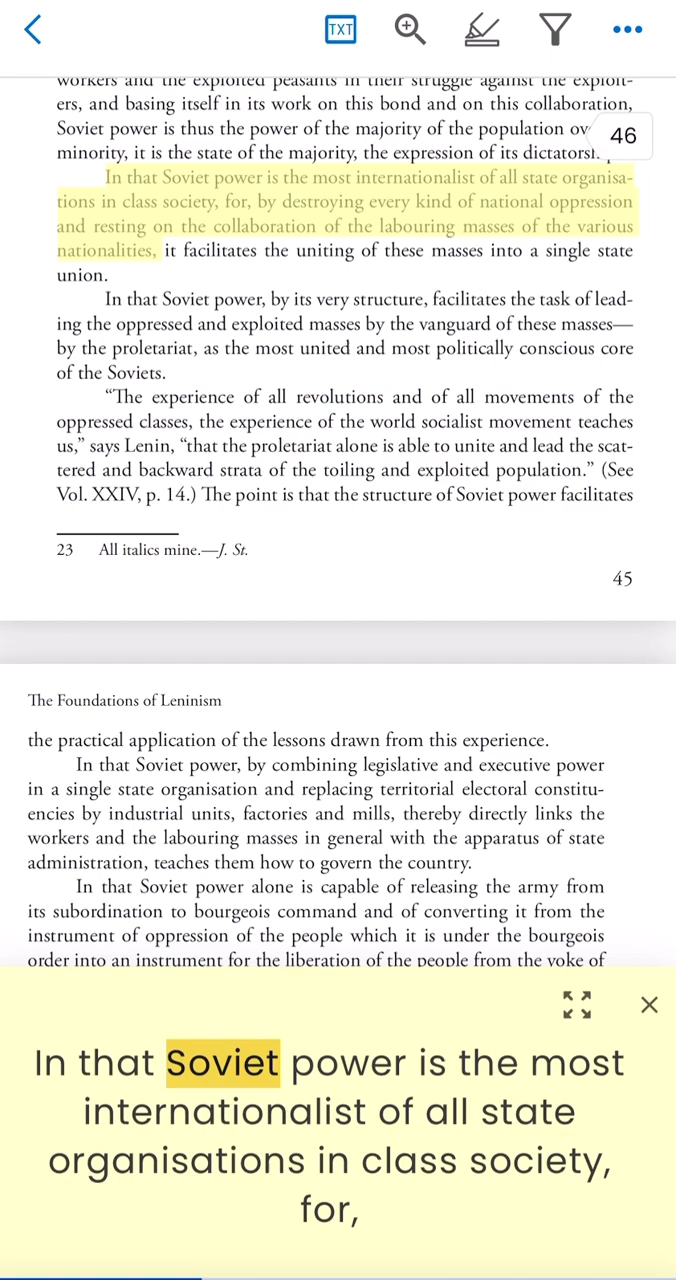 TXT
workers and the exploited peasants in their struggle against the exploit-
ers, and basing itself in its work on this bond and on this collaboration,
Soviet power is thus the power of the majority of the population ov
46
minority, it is the state of the majority, the expression of its dictatorsh
In that Soviet power is the most internationalist of all state organisa-
tions in class society, for, by destroying every kind of national oppression
and resting on the collaboration of the labouring masses of the various
nationalities, it facilitates the uniting of these masses into a single state
union.
In that Soviet power, by its very structure, facilitates the task of lead-
ing the oppressed and exploited masses by the vanguard of these masses—
by the proletariat, as the most united and most politically conscious core
of the Soviets.
“The experience of all revolutions and of all movements of the
oppressed classes, the experience of the world socialist movement teaches
us,” says Lenin, “that the proletariat alone is able to unite and lead the scat-
tered and backward strata of the toiling and exploited population.” (See
Vol. XXIV, p. 14.) The point is that the structure of Soviet power facilitates
23 All italics mine.—J. St.
45
The Foundations of Leninism
the practical application of the lessons drawn from this experience.
In that Soviet power, by combining legislative and executive power
in a single state organisation and replacing territorial electoral constitu-
encies by industrial units, factories and mills, thereby directly links the
workers and the labouring masses in general with the apparatus of state
administration, teaches them how to govern the country.
In that Soviet power alone is capable of releasing the army from
its subordination to bourgeois command and of converting it from the
instrument of oppression of the people which it is under the bourgeois
order into an instrument for the liberation of the people from the yoke of
In that Soviet power is the most
internationalist of all state
organisations in class society,
for,